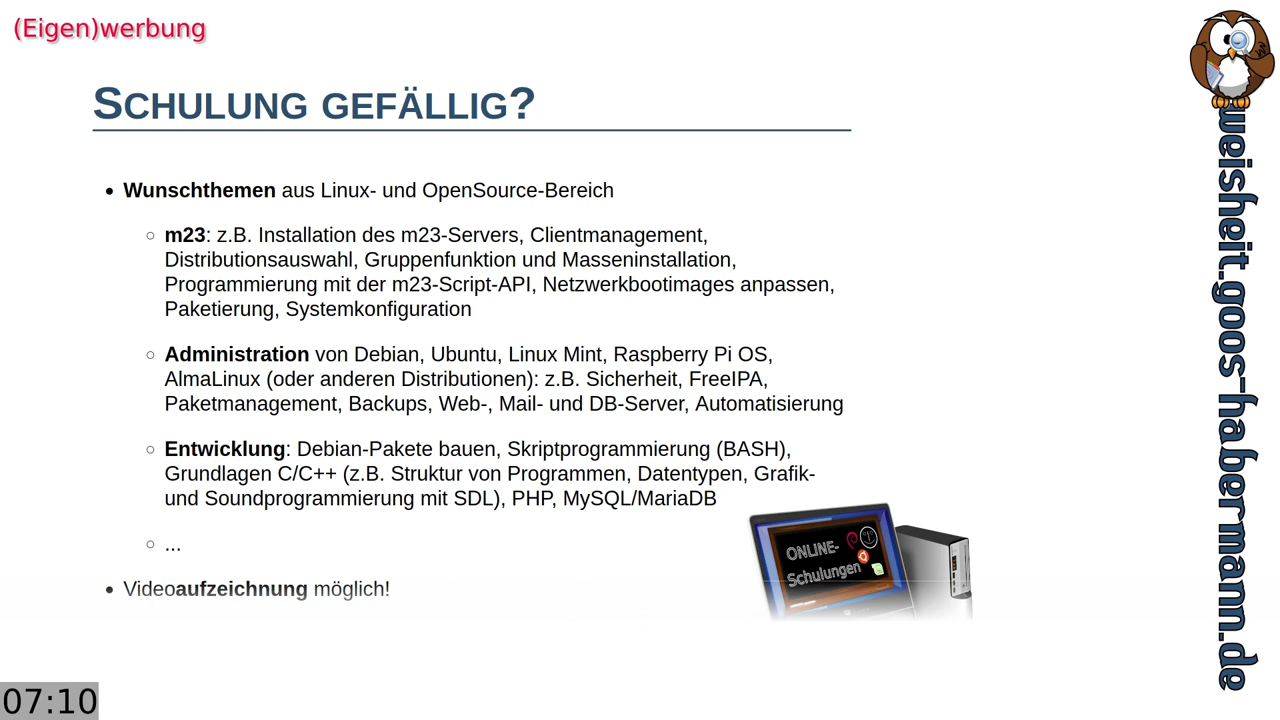 (Eigen)werbung
SCHULUNG GEFÄLLIG?
• Wunschthemen aus Linux- und OpenSource-Bereich
○ m23: z.B. Installation des m23-Servers, Clientmanagement,
Distributionsauswahl, Gruppenfunktion und Masseninstallation,
Programmierung mit der m23-Script-API, Netzwerkbootimages anpassen,
Paketierung, Systemkonfiguration
○ Administration von Debian, Ubuntu, Linux Mint, Raspberry Pi OS,
AlmaLinux (oder anderen Distributionen): z.B. Sicherheit, FreeIPA,
Paketmanagement, Backups, Web-, Mail- und DB-Server, Automatisierung
○ Entwicklung: Debian-Pakete bauen, Skriptprogrammierung (BASH),
Grundlagen C/C++ (z.B. Struktur von Programmen, Datentypen, Grafik-
und Soundprogrammierung mit SDL), PHP, MySQL/MariaDB
○ ...
• Videoaufzeichnung möglich!
ONLINE-
Schulungen
weisheit.goos-habermann.de
07:10